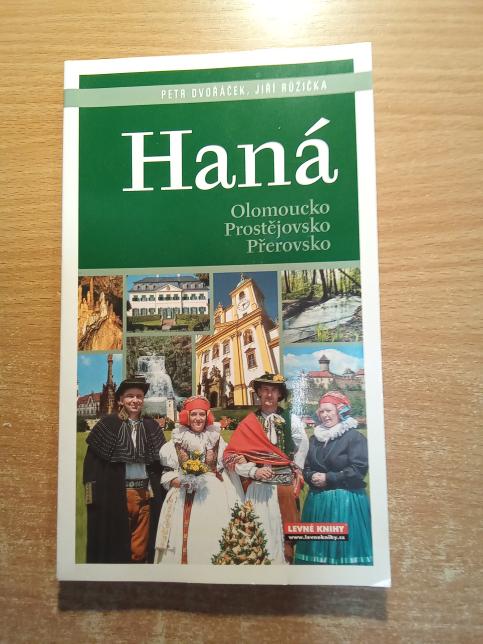 PETR DVOŘÁČEK, JIŘÍ RŮŽIČKA
Haná
Olomoucko
Prostějovsko
Přerovsko
LEVNÉ KNIHY
www.levneknihy.cz